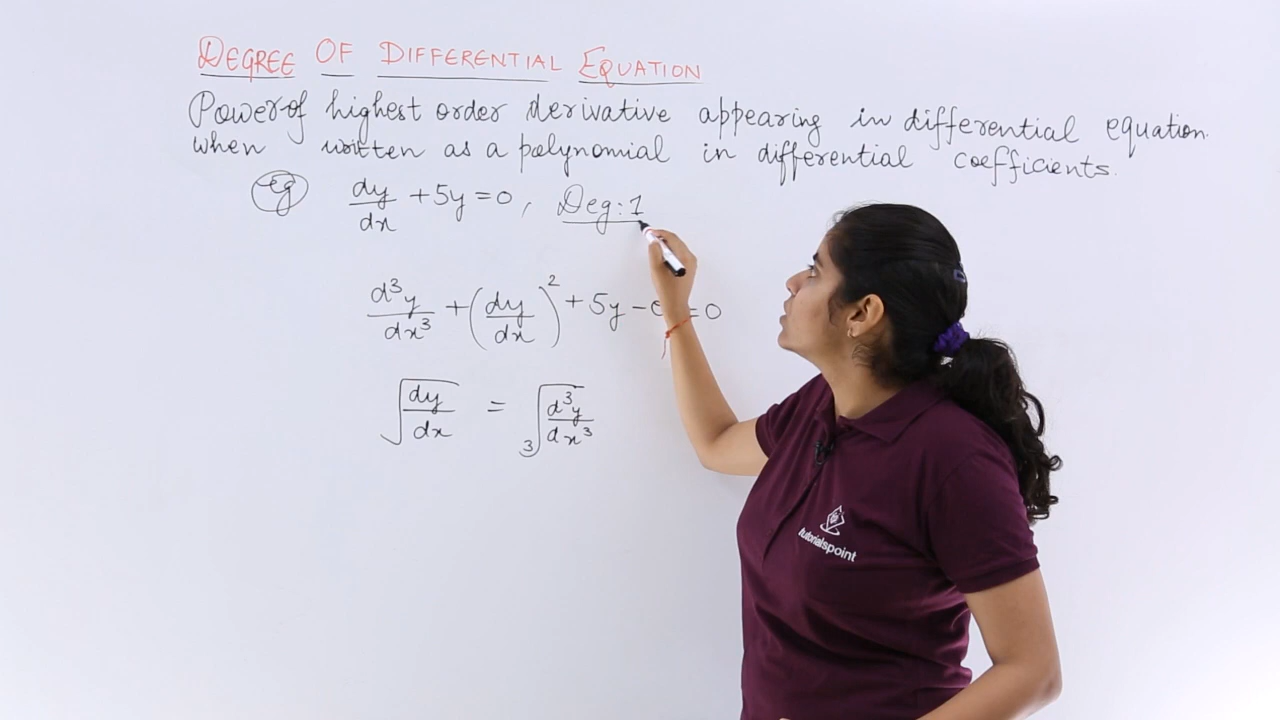 DEGREE OF DIFFERENTIAL EQUATION
Power of highest order derivative appearing in differential equation
when written as a polynomial in differential coefficients.
eg dy/dx + 5y = 0, Deg: 1
d³y/dx³ + (dy/dx)² + 5y - = 0
√(dy/dx) = ³√(d³y/dx³)
tutorialspoint